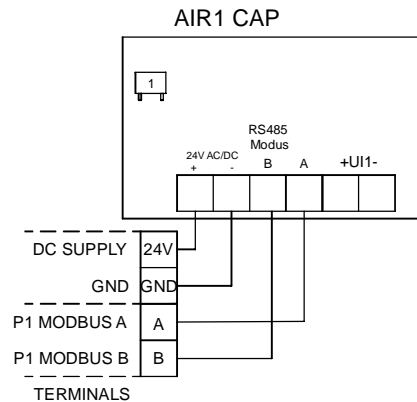 AIR1 CAP
1
RS485
Modus
24V AC/DC
B A +UI1-
+ -
DC SUPPLY 24V
GND GND
P1 MODBUS A A
P1 MODBUS B B
TERMINALS